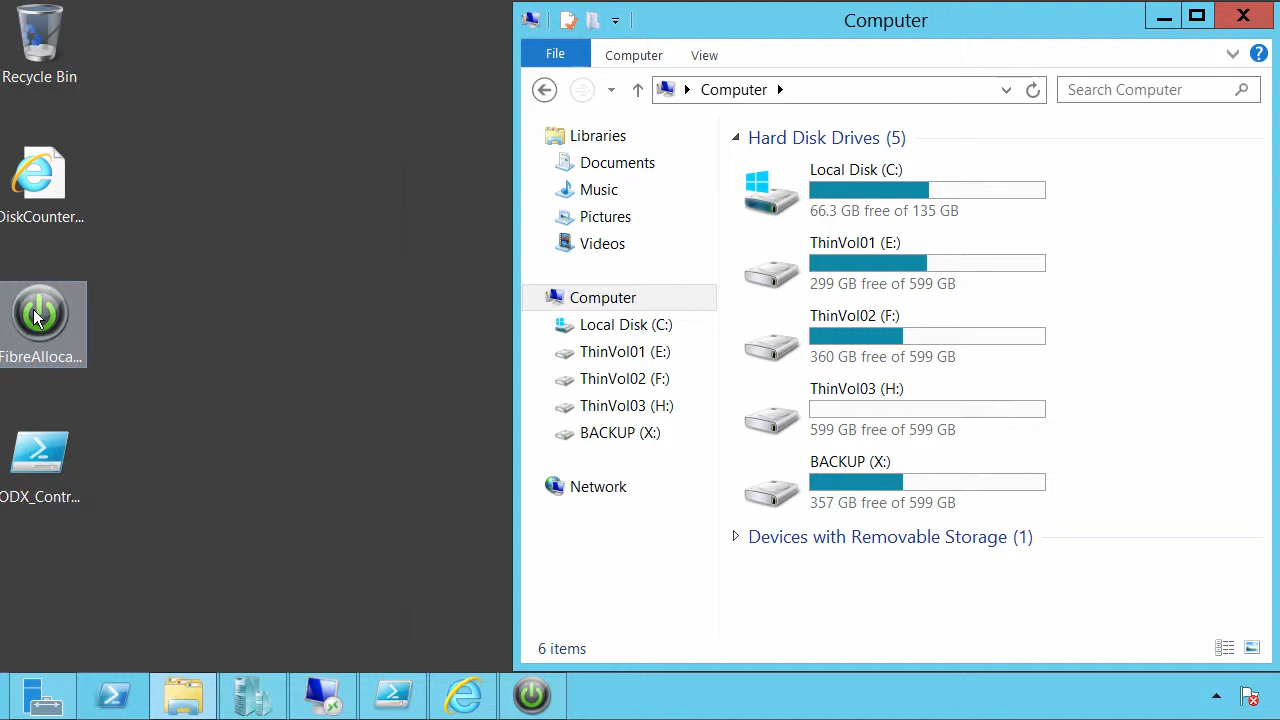 Recycle Bin
DiskCounter...
FibreAlloca...
ODX_Contr...
Computer
File
Computer
View
Computer
Search Computer
Libraries
Documents
Music
Pictures
Videos
Computer
Local Disk (C:)
ThinVol01 (E:)
ThinVol02 (F:)
ThinVol03 (H:)
BACKUP (X:)
Network
Hard Disk Drives (5)
Local Disk (C:)
66.3 GB free of 135 GB
ThinVol01 (E:)
299 GB free of 599 GB
ThinVol02 (F:)
360 GB free of 599 GB
ThinVol03 (H:)
599 GB free of 599 GB
BACKUP (X:)
357 GB free of 599 GB
Devices with Removable Storage (1)
6 items